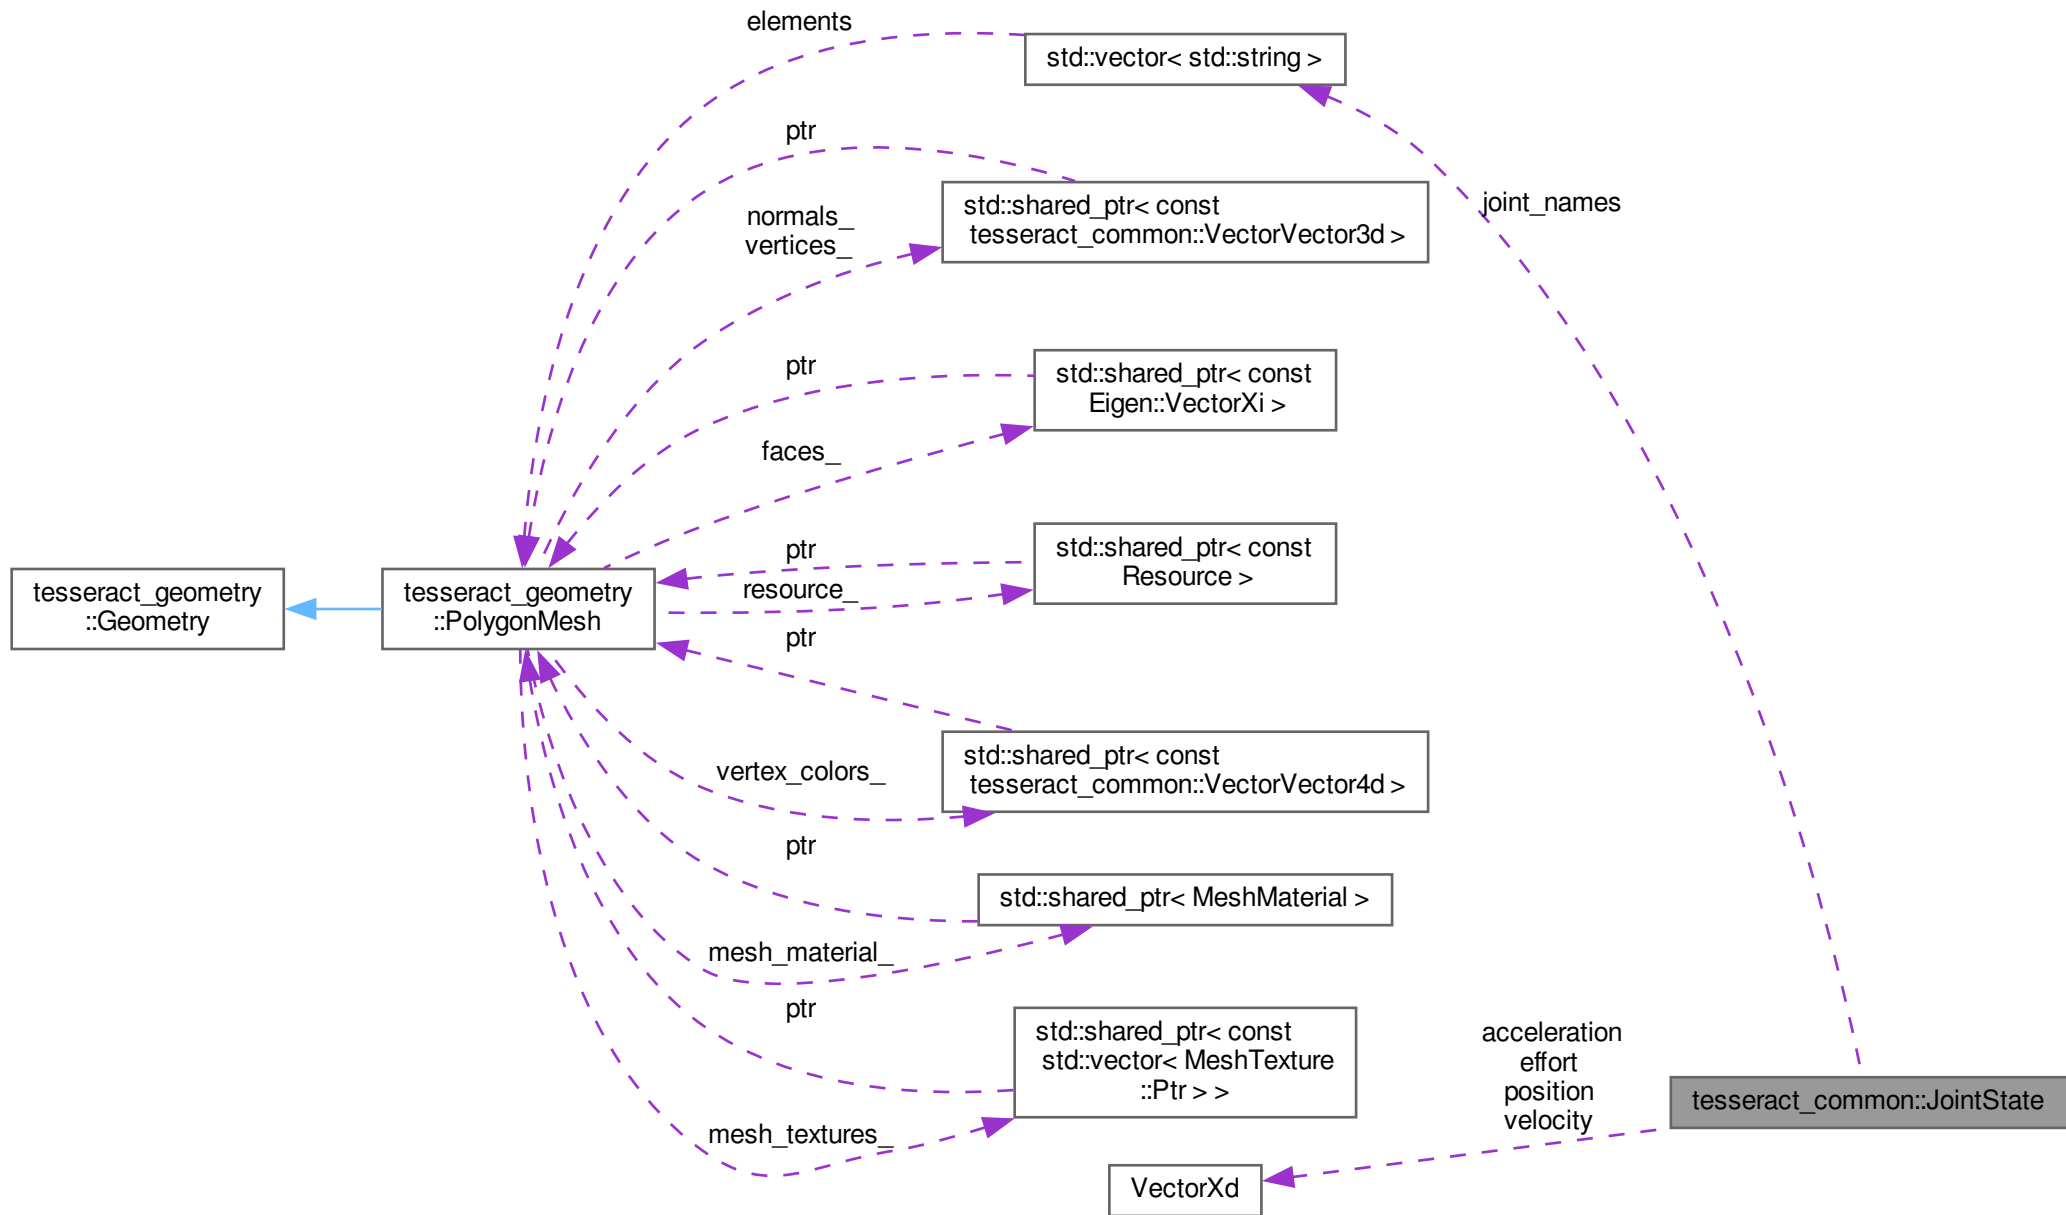 elements
std::vector< std::string >
ptr
std::shared_ptr< const
tesseract_common::VectorVector3d >
joint_names
normals_
vertices_
ptr
std::shared_ptr< const
Eigen::VectorXi >
faces_
ptr
std::shared_ptr< const
Resource >
resource_
tesseract_geometry
::Geometry
tesseract_geometry
::PolygonMesh
ptr
std::shared_ptr< const
tesseract_common::VectorVector4d >
vertex_colors_
ptr
std::shared_ptr< MeshMaterial >
mesh_material_
ptr
std::shared_ptr< const
std::vector< MeshTexture
::Ptr > >
mesh_textures_
acceleration
effort
position
velocity
tesseract_common::JointState
VectorXd